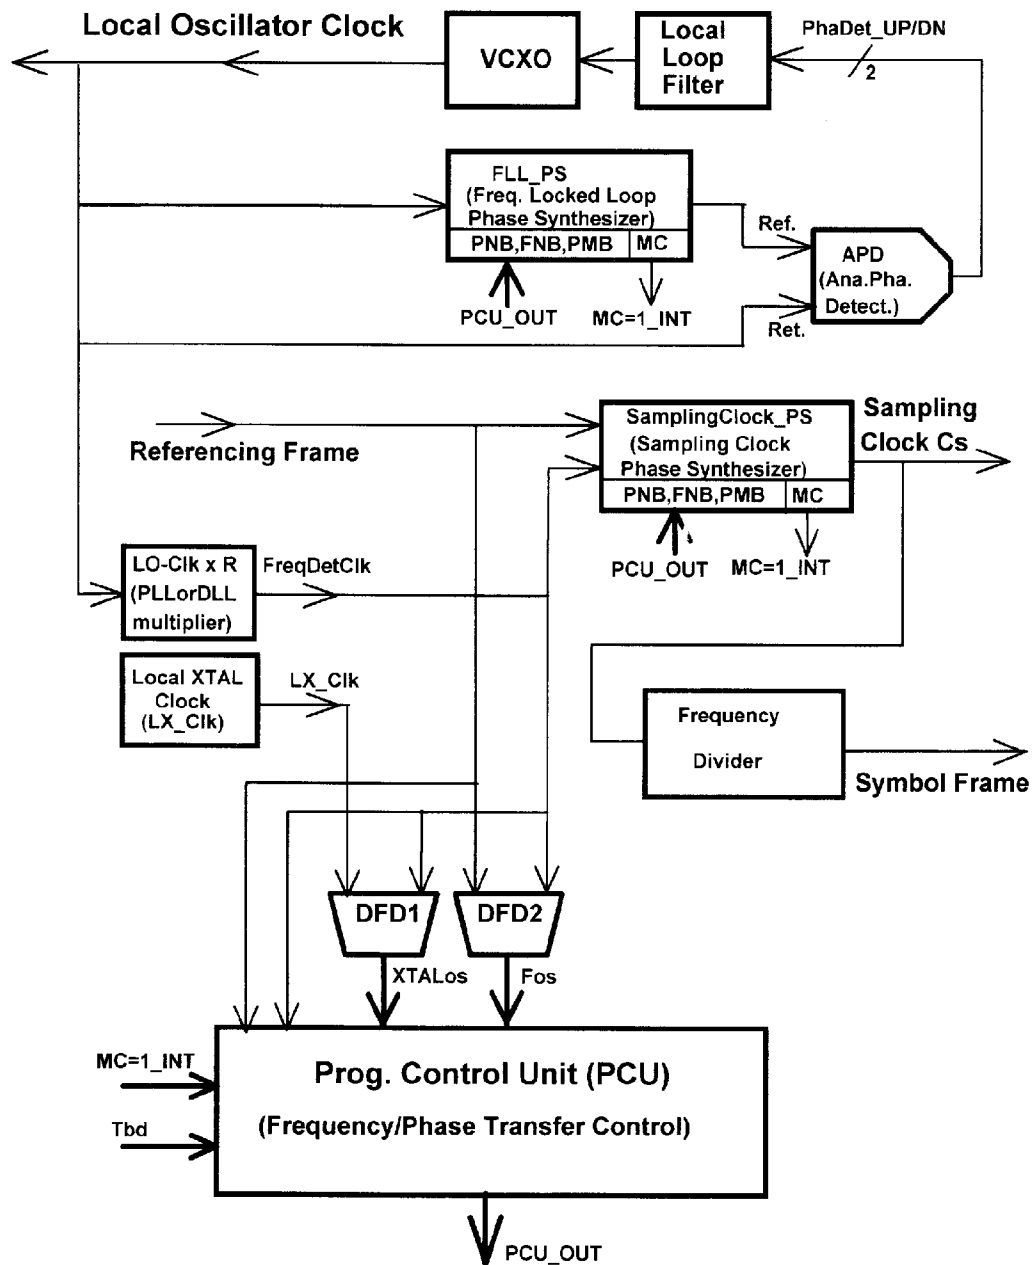 Local Oscillator Clock
VCXO
Local
Loop
Filter
PhaDet_UP/DN
2
FLL_PS
(Freq. Locked Loop
Phase Synthesizer)
PNB,FNB,PMB
MC
PCU_OUT
MC=1_INT
Ref.
Ret.
APD
(Ana.Pha.
Detect.)
Referencing Frame
SamplingClock_PS
(Sampling Clock
Phase Synthesizer)
PNB,FNB,PMB
MC
PCU_OUT
MC=1_INT
Sampling
Clock Cs
LO-Clk x R
(PLLorDLL
multiplier)
FreqDetClk
Local XTAL
Clock
(LX_Clk)
LX_Clk
Frequency
Divider
Symbol Frame
DFD1
DFD2
XTALos
Fos
MC=1_INT
Tbd
Prog. Control Unit (PCU)
(Frequency/Phase Transfer Control)
PCU_OUT